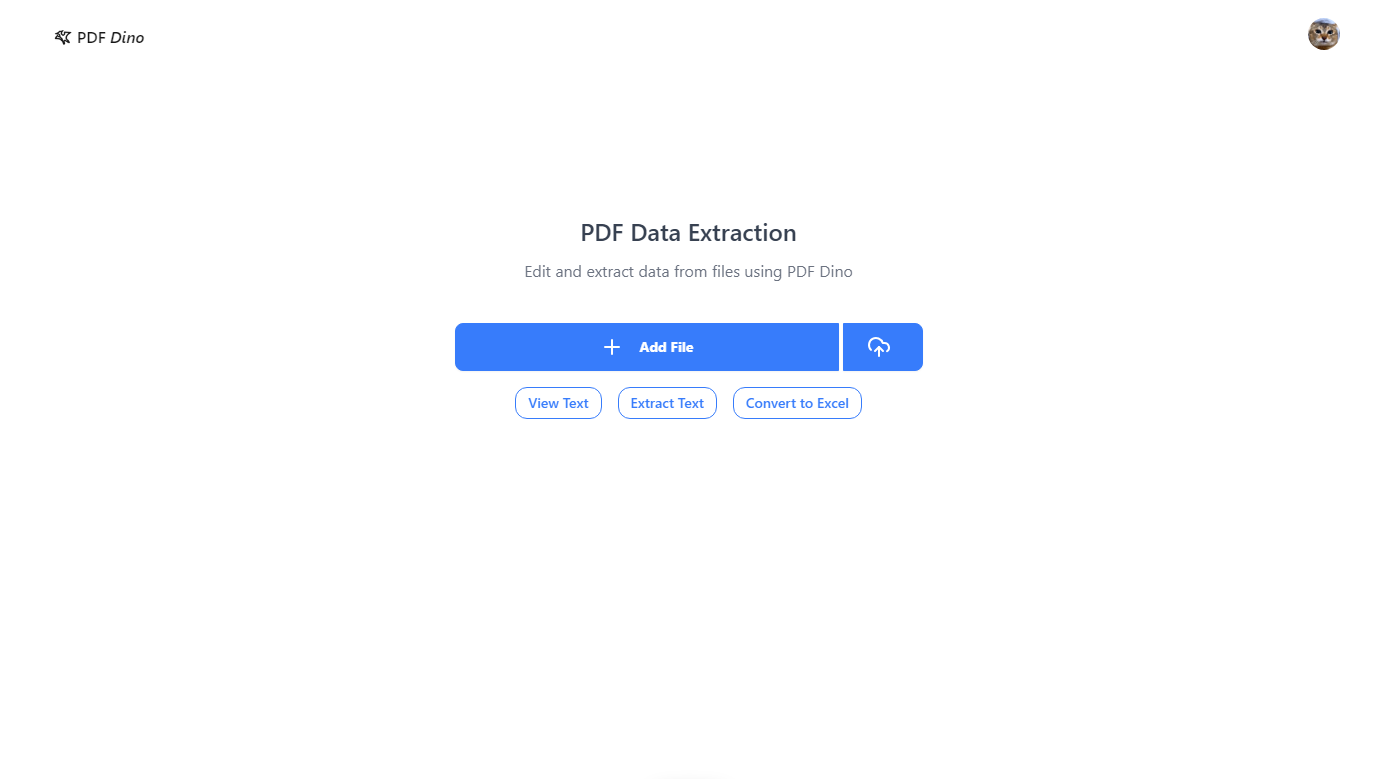 PDF Dino
PDF Data Extraction
Edit and extract data from files using PDF Dino
Add File
View Text
Extract Text
Convert to Excel